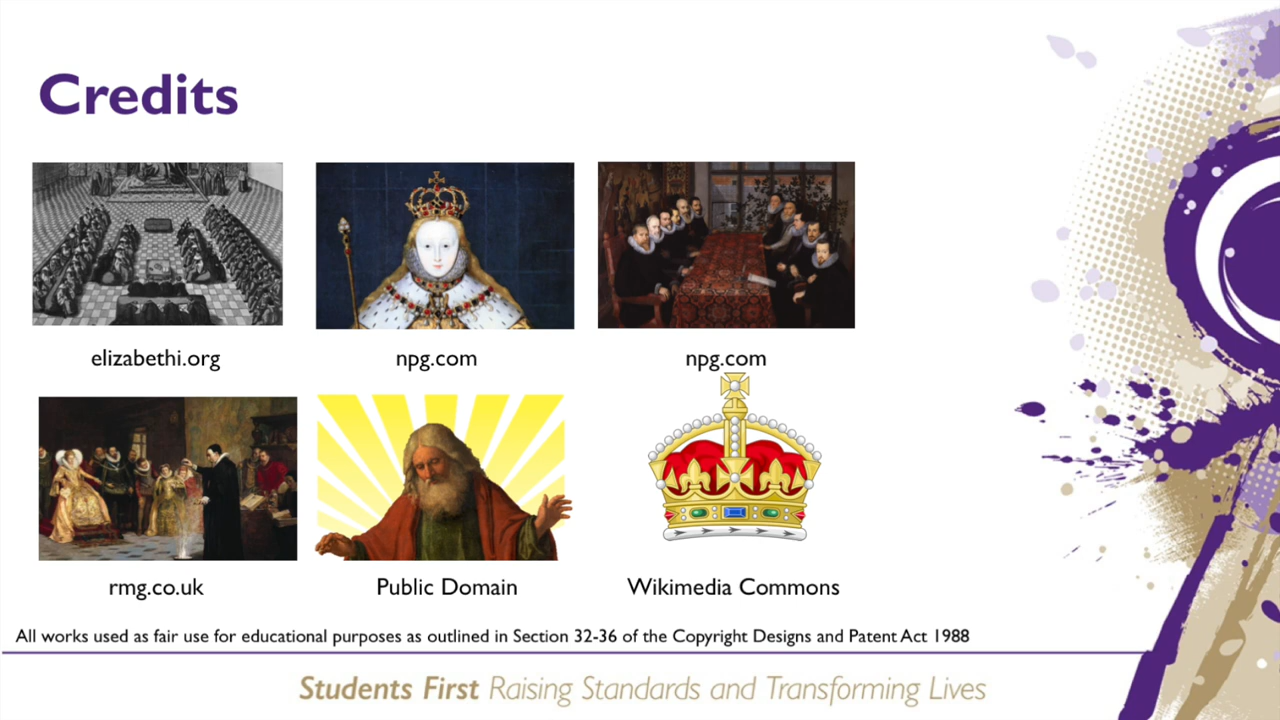 Credits
elizabethi.org
npg.com
npg.com
rmg.co.uk
Public Domain
Wikimedia Commons
All works used as fair use for educational purposes as outlined in Section 32-36 of the Copyright Designs and Patent Act 1988
Students First Raising Standards and Transforming Lives